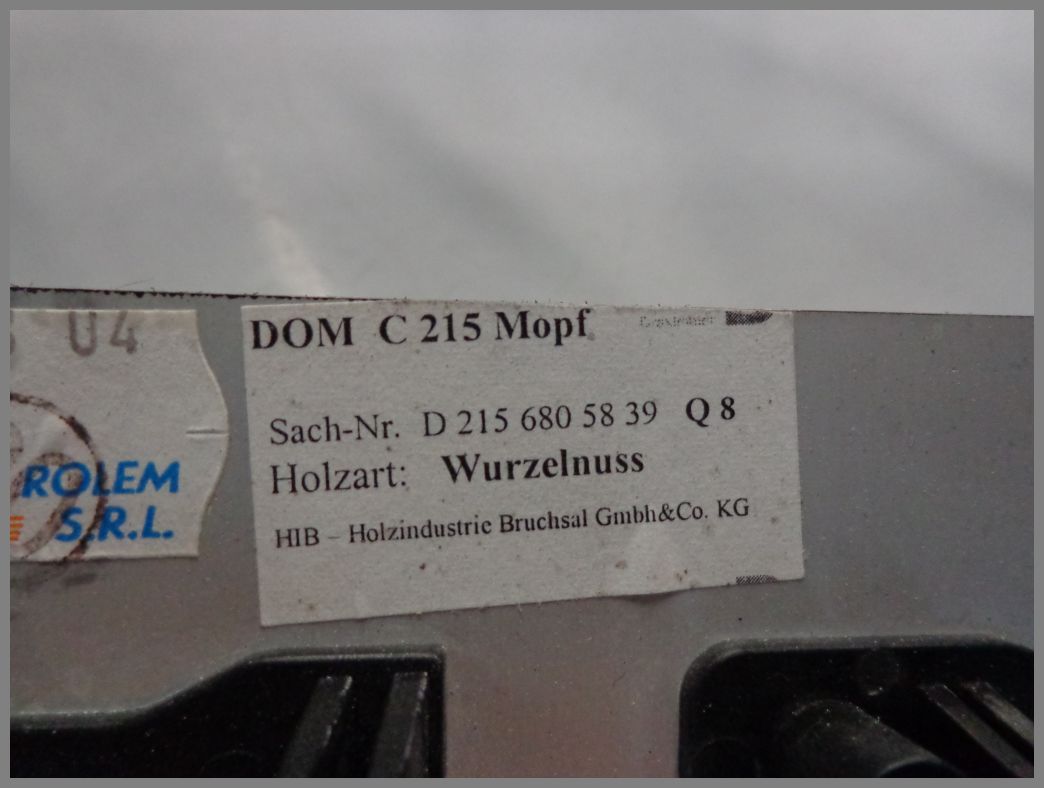 DOM C 215 Mopf
Sach-Nr. D 215 680 58 39 Q 8
Holzart: Wurzelnuss
HIB – Holzindustrie Bruchsal Gmbh&Co. KG
U4
ROLEM
S.R.L.